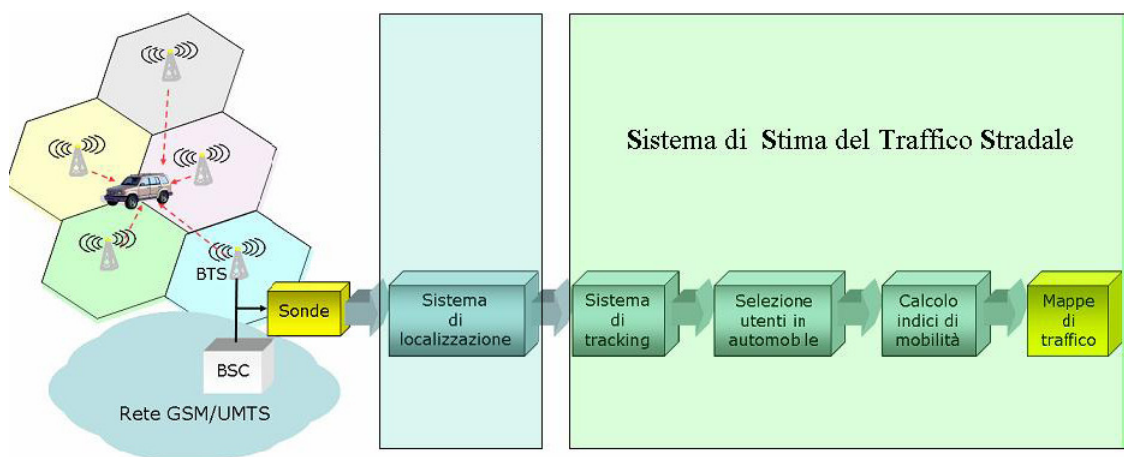 Sistema di Stima del Traffico Stradale
BTS
Sonde
BSC
Rete GSM/UMTS
Sistema
di
localizzazione
Sistema
di
tracking
Selezione
utenti in
automoble
Calcolo
indici di
mobilità
Mappe
di
traffico